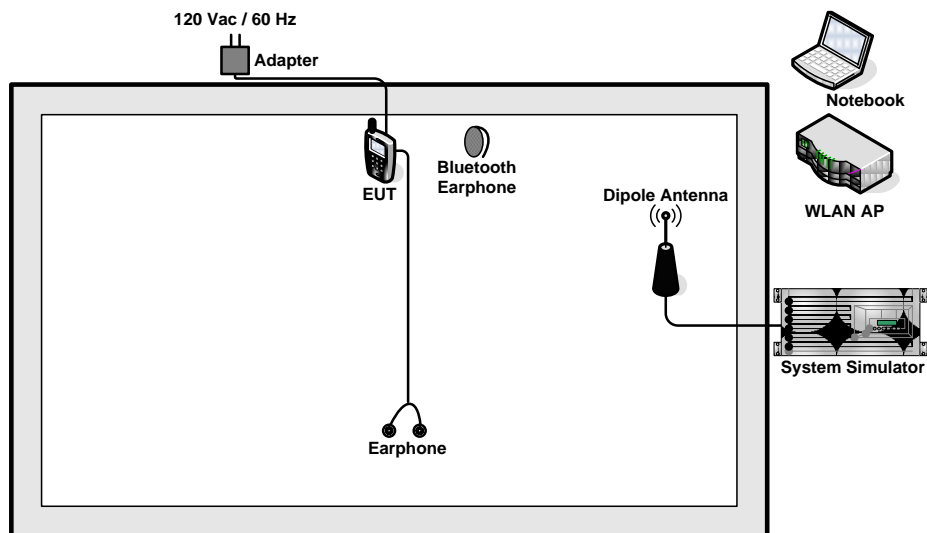 120 Vac / 60 Hz
Adapter
Notebook
EUT
Bluetooth
Earphone
WLAN AP
Dipole Antenna
System Simulator
Earphone